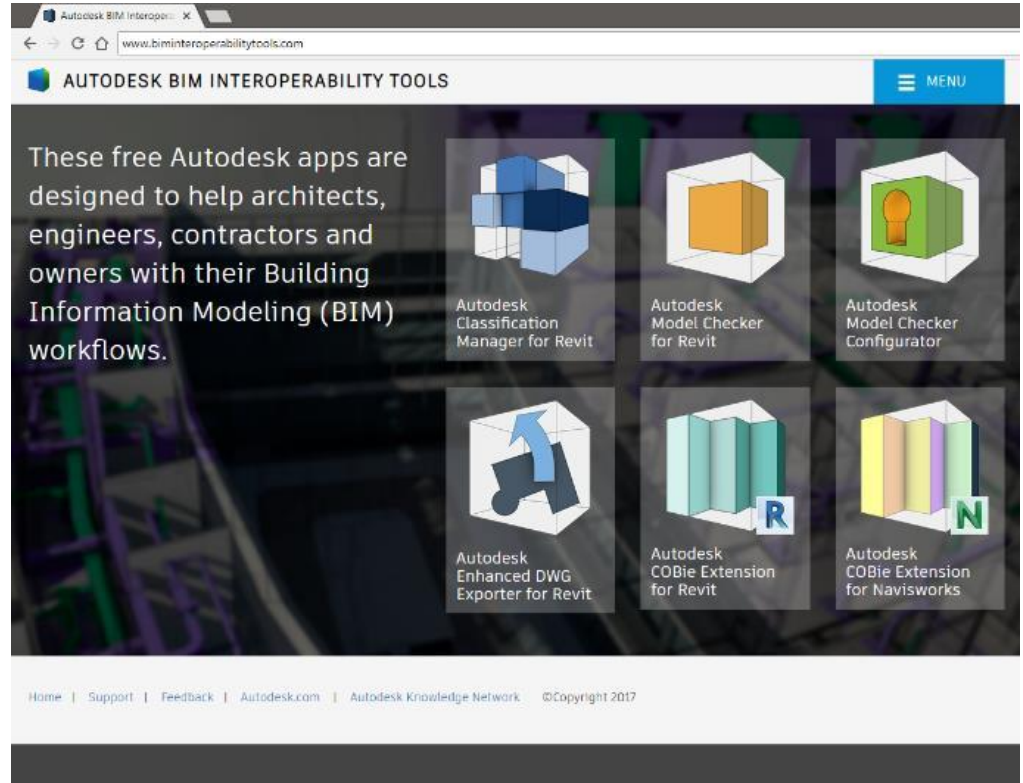 Autodesk BIM Interoper
www.biminteroperabilitytools.com
AUTODESK BIM INTEROPERABILITY TOOLS
MENU
These free Autodesk apps are
designed to help architects,
engineers, contractors and
owners with their Building
Information Modeling (BIM)
workflows.
Autodesk
Classification
Manager for Revit
Autodesk
Model Checker
for Revit
Autodesk
Model Checker
Configurator
Autodesk
Enhanced DWG
Exporter for Revit
R
Autodesk
COBie Extension
for Revit
N
Autodesk
COBie Extension
for Navisworks
Home | Support | Feedback | Autodesk.com | Autodesk Knowledge Network ©Copyright 2017